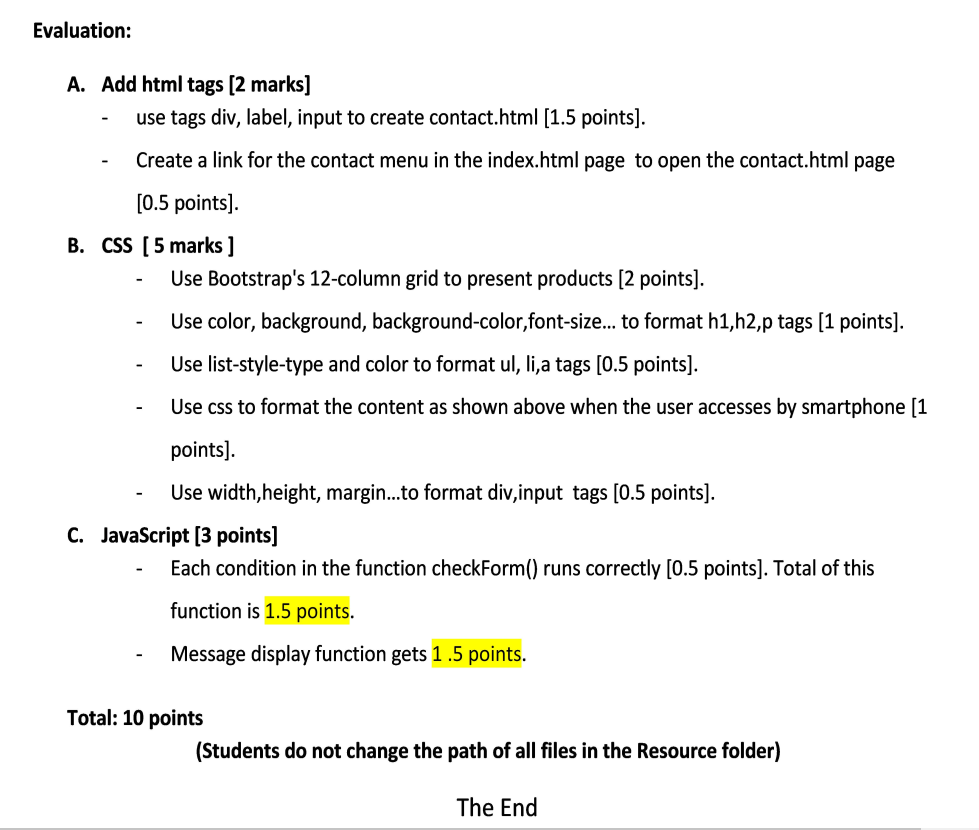 Evaluation:
A. Add html tags [2 marks]
- use tags div, label, input to create contact.html [1.5 points].
- Create a link for the contact menu in the index.html page to open the contact.html page
[0.5 points].
B. CSS [ 5 marks ]
- Use Bootstrap's 12-column grid to present products [2 points].
- Use color, background, background-color,font-size... to format h1,h2,p tags [1 points].
- Use list-style-type and color to format ul, li,a tags [0.5 points].
- Use css to format the content as shown above when the user accesses by smartphone [1
points].
- Use width,height, margin...to format div,input tags [0.5 points].
C. JavaScript [3 points]
- Each condition in the function checkForm() runs correctly [0.5 points]. Total of this
function is 1.5 points.
- Message display function gets 1 .5 points.
Total: 10 points
(Students do not change the path of all files in the Resource folder)
The End